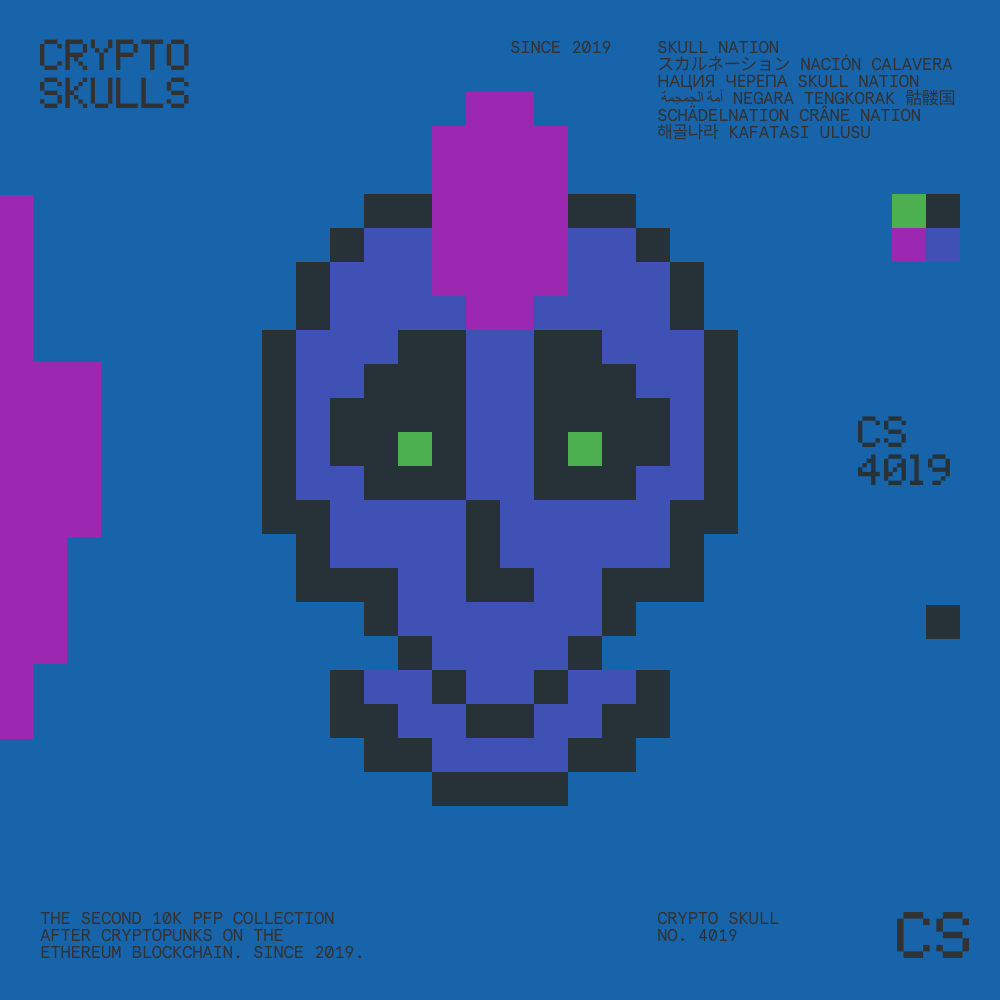 CRYPTO
SKULLS
SINCE 2019
SKULL NATION
スカルネーション NACIÓN CALAVERA
НАЦИЯ ЧЕРЕПА SKULL NATION
أمة الجمجمة NEGARA TENGKORAK 骷髅国
SCHÄDELNATION CRÂNE NATION
해골나라 KAFATASI ULUSU
CS
4019
THE SECOND 10K PFP COLLECTION
AFTER CRYPTOPUNKS ON THE
ETHEREUM BLOCKCHAIN. SINCE 2019.
CRYPTO SKULL
NO. 4019
CS